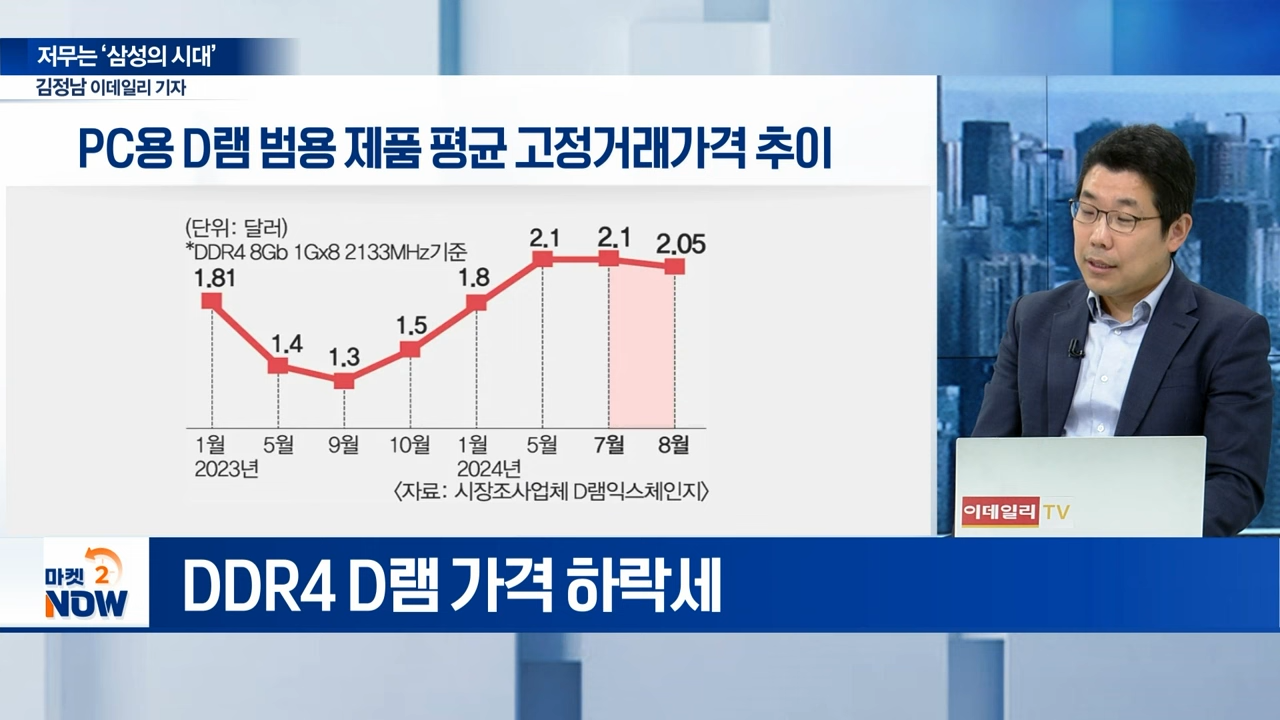 저무는 ‘삼성의 시대’
김정남 이데일리 기자
PC용 D램 범용 제품 평균 고정거래가격 추이
(단위: 달러)
*DDR4 8Gb 1Gx8 2133MHz기준
1.81
1.4
1.3
1.5
1.8
2.1
2.1
2.05
1월 5월 9월 10월 1월 5월 7월 8월
2023년 2024년
〈자료: 시장조사업체 D램익스체인지〉
이데일리 TV
마켓 2
NOW
DDR4 D램 가격 하락세